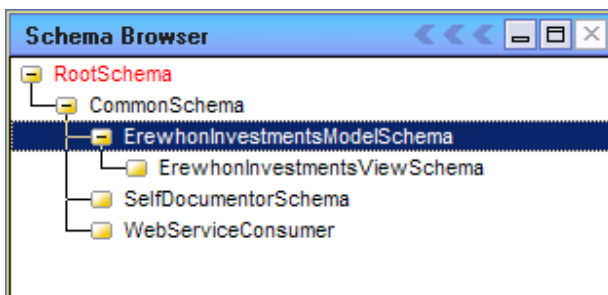 Schema Browser
RootSchema
CommonSchema
ErewhonInvestmentsModelSchema
ErewhonInvestmentsViewSchema
SelfDocumentorSchema
WebServiceConsumer